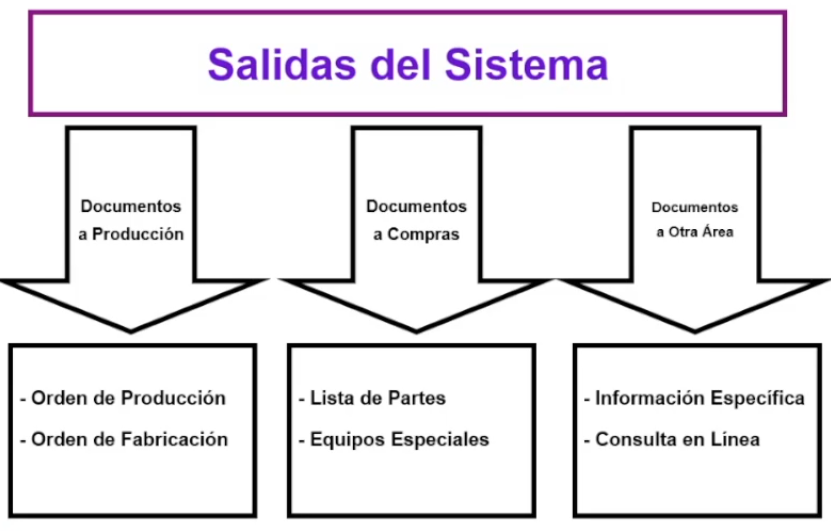 Salidas del Sistema
Documentos
a Producción
Documentos
a Compras
Documentos
a Otra Área
- Orden de Producción
- Orden de Fabricación
- Lista de Partes
- Equipos Especiales
- Información Específica
- Consulta en Línea